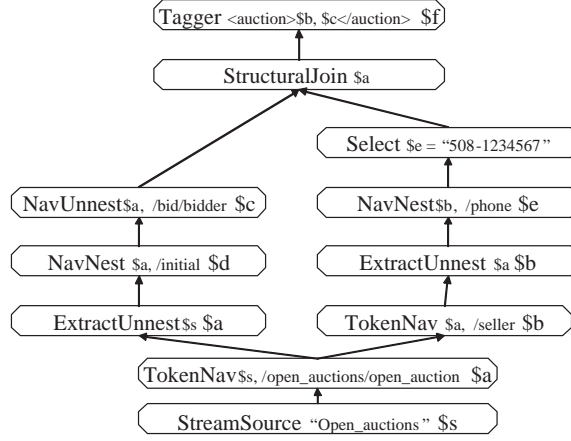 Tagger <auction>$b, $c</auction> $f
StructuralJoin $a
Select $e = “508-1234567”
NavUnnest$a, /bid/bidder $c
NavNest$b, /phone $e
NavNest $a, /initial $d
ExtractUnnest $a $b
ExtractUnnest$s $a
TokenNav $a, /seller $b
TokenNav$s, /open_auctions/open_auction $a
StreamSource “Open_auctions” $s